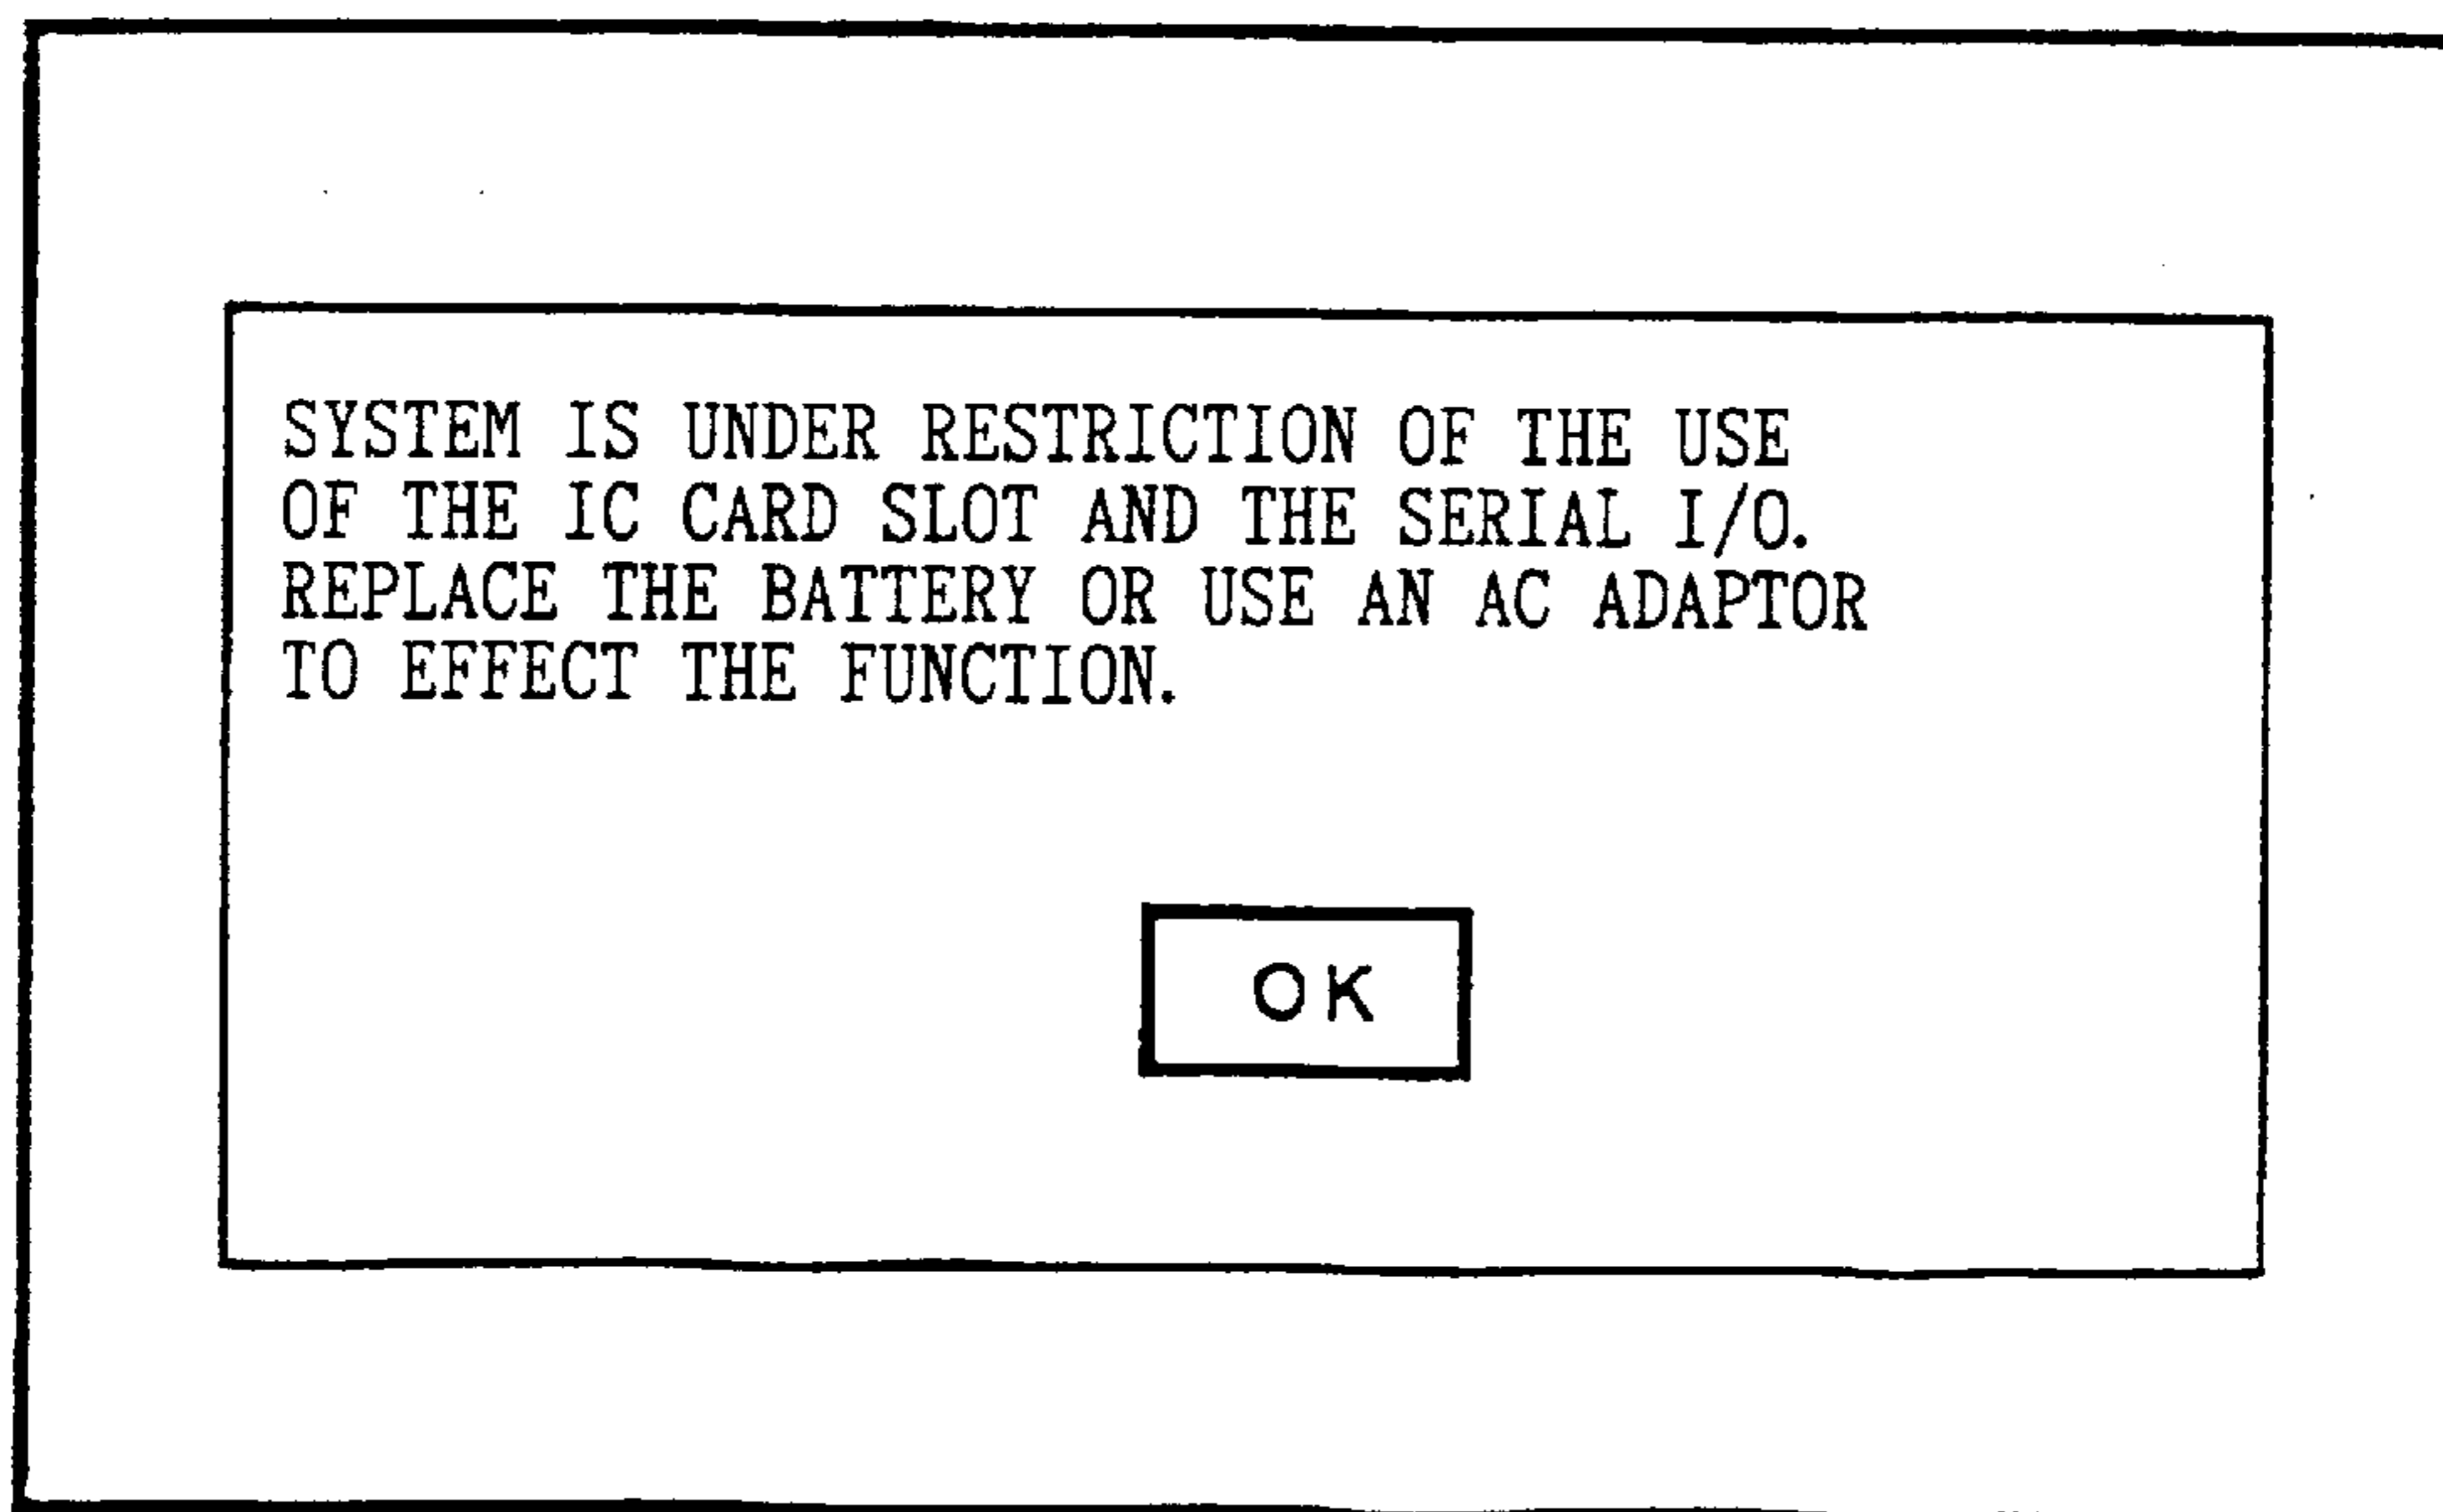 SYSTEM IS UNDER RESTRICTION OF THE USE
OF THE IC CARD SLOT AND THE SERIAL I/O.
REPLACE THE BATTERY OR USE AN AC ADAPTOR
TO EFFECT THE FUNCTION.
OK